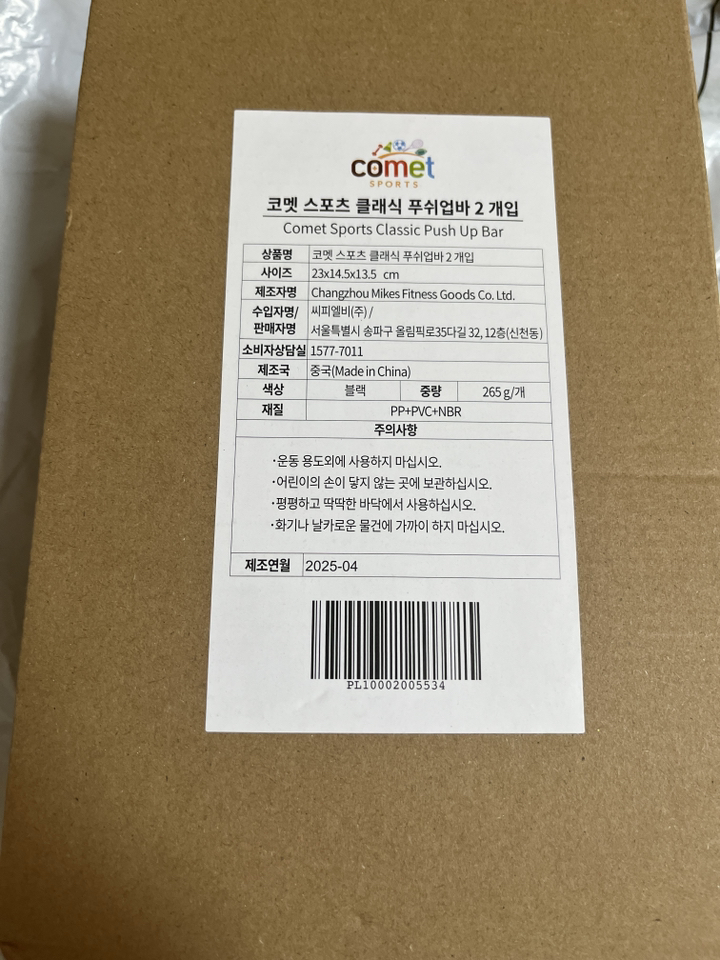 comet
SPORTS
코멧 스포츠 클래식 푸쉬업바 2 개입
Comet Sports Classic Push Up Bar
상품명 코멧 스포츠 클래식 푸쉬업바 2 개입
사이즈 23x14.5x13.5 cm
제조자명 Changzhou Mikes Fitness Goods Co. Ltd.
수입자명/ 씨피엘비(주) /
판매자명 서울특별시 송파구 올림픽로35다길 32, 12층(신천동)
소비자상담실 1577-7011
제조국 중국(Made in China)
색상 블랙 중량 265 g/개
재질 PP+PVC+NBR
주의사항
·운동 용도외에 사용하지 마십시오.
·어린이의 손이 닿지 않는 곳에 보관하십시오.
·평평하고 딱딱한 바닥에서 사용하십시오.
·화기나 날카로운 물건에 가까이 하지 마십시오.
제조연월 2025-04
PL10002005534